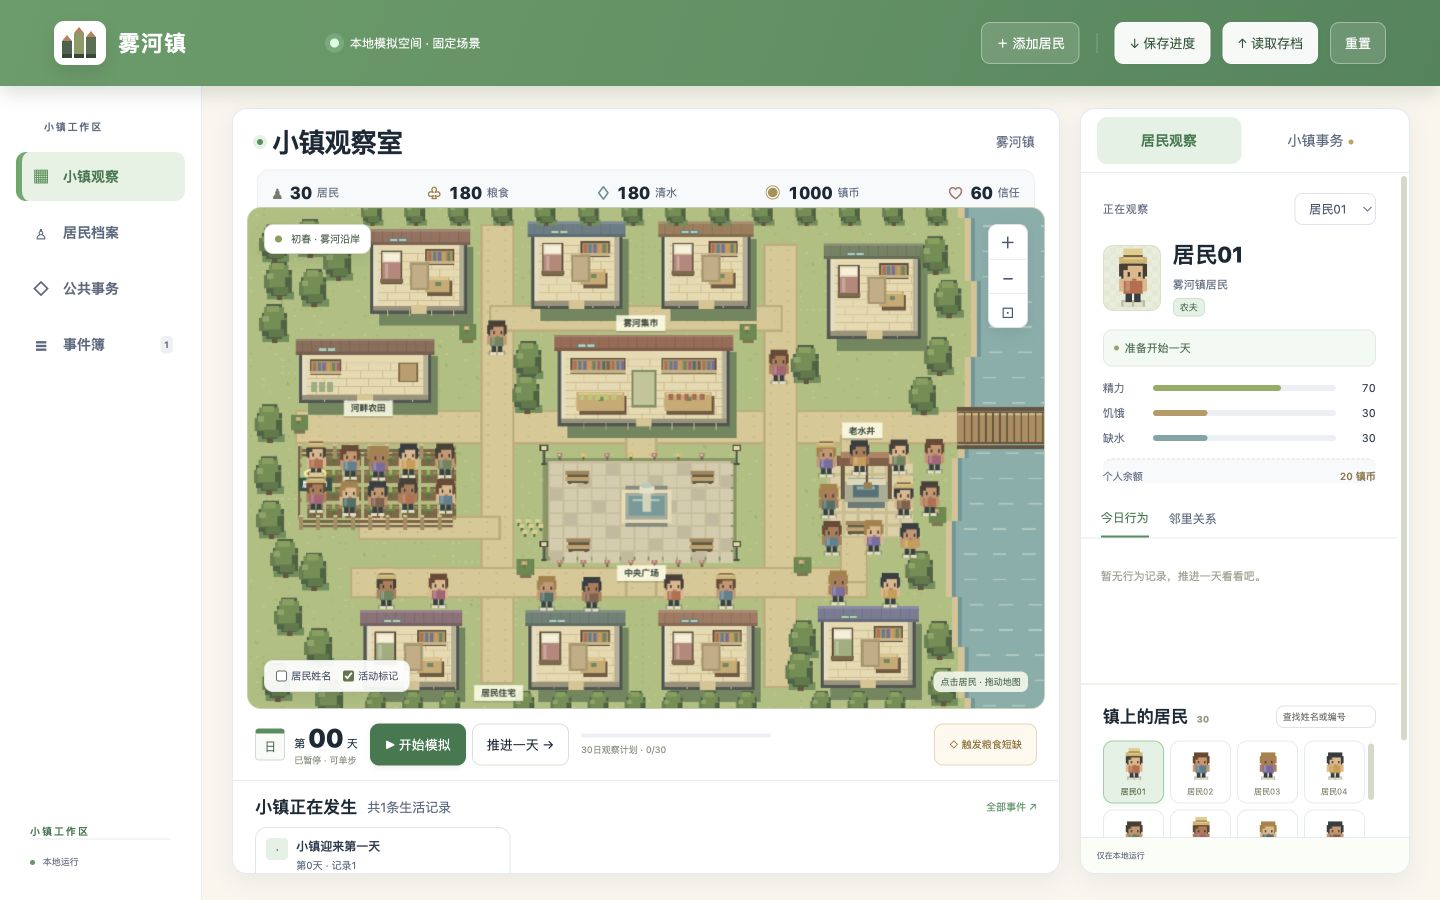 雾河镇
本地模拟空间 · 固定场景
+ 添加居民
↓ 保存进度
↑ 读取存档
重置
小镇工作区
小镇观察
居民档案
公共事务
事件簿 1
小镇工作区
本地运行
小镇观察室
雾河镇
30 居民
180 粮食
180 清水
1000 镇币
60 信任
初春 · 雾河沿岸
+
−
雾河集市
河畔农田
老水井
中央广场
居民住宅
居民姓名
活动标记
点击居民 · 拖动地图
日
第 00 天
已暂停 · 可单步
▶ 开始模拟
推进一天 →
30日观察计划 · 0/30
◇ 触发粮食短缺
小镇正在发生 共1条生活记录
全部事件 ↗
小镇迎来第一天
第0天 · 记录1
居民观察
小镇事务
正在观察
居民01
居民01
雾河镇居民
农夫
准备开始一天
精力 70
饥饿 30
缺水 30
个人余额 20 镇币
今日行为
邻里关系
暂无行为记录，推进一天看看吧。
镇上的居民 30
查找姓名或编号
居民01
居民02
居民03
居民04
仅在本地运行